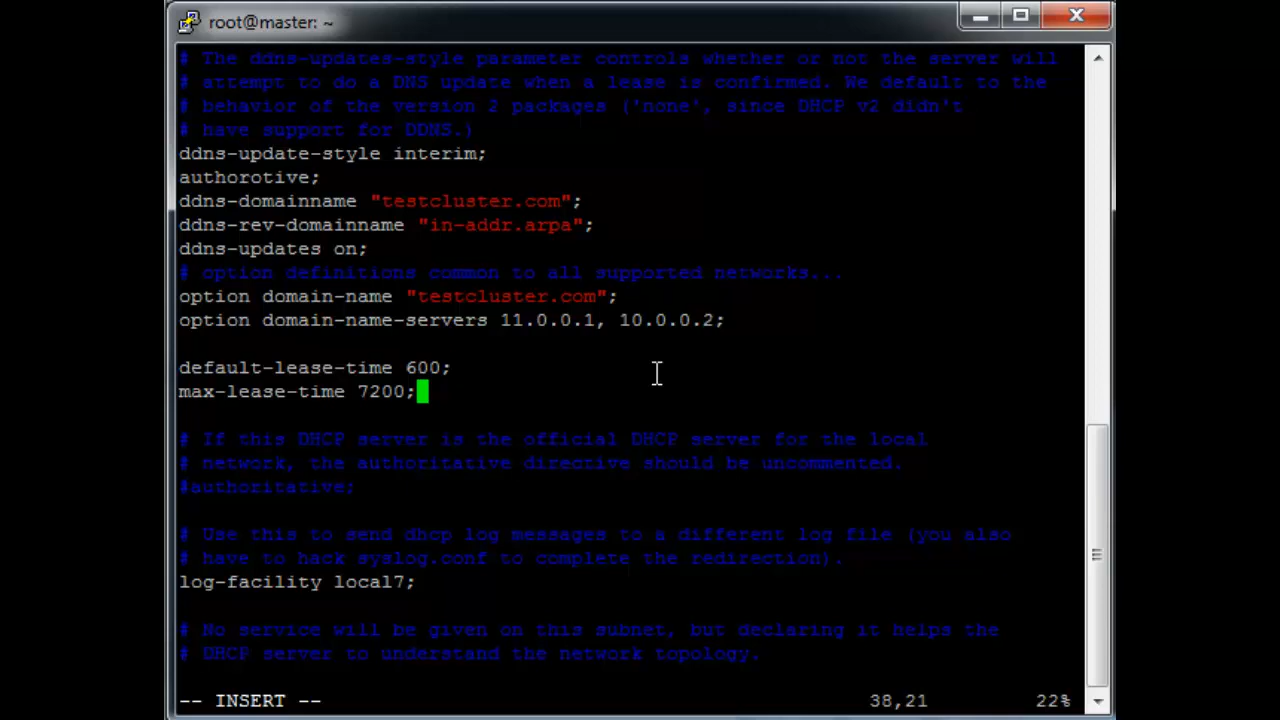 root@master: ~
# The ddns-updates-style parameter controls whether or not the server will
# attempt to do a DNS update when a lease is confirmed. We default to the
# behavior of the version 2 packages ('none', since DHCP v2 didn't
# have support for DDNS.)
ddns-update-style interim;
authorotive;
ddns-domainname "testcluster.com";
ddns-rev-domainname "in-addr.arpa";
ddns-updates on;
# option definitions common to all supported networks...
option domain-name "testcluster.com";
option domain-name-servers 11.0.0.1, 10.0.0.2;
default-lease-time 600;
max-lease-time 7200;
# If this DHCP server is the official DHCP server for the local
# network, the authoritative directive should be uncommented.
#authoritative;
# Use this to send dhcp log messages to a different log file (you also
# have to hack syslog.conf to complete the redirection).
log-facility local7;
# No service will be given on this subnet, but declaring it helps the
# DHCP server to understand the network topology.
-- INSERT -- 38,21 22%